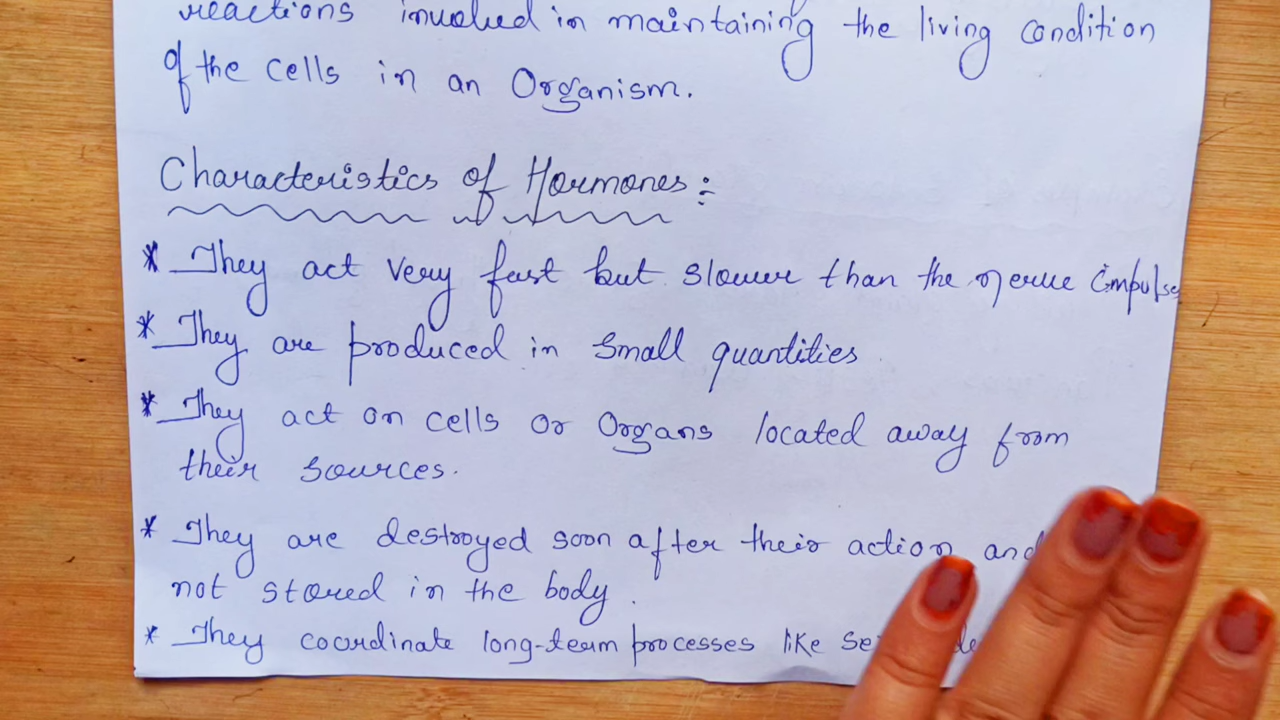 reactions involved in maintaining the living condition
of the cells in an Organism.
Characteristics of Hormones:
* They act very fast but slower than the nerve impulse
* They are produced in small quantities
* They act on cells or Organs located away from
their sources.
* They are destroyed soon after their action and
not stored in the body.
* They coordinate long-term processes like